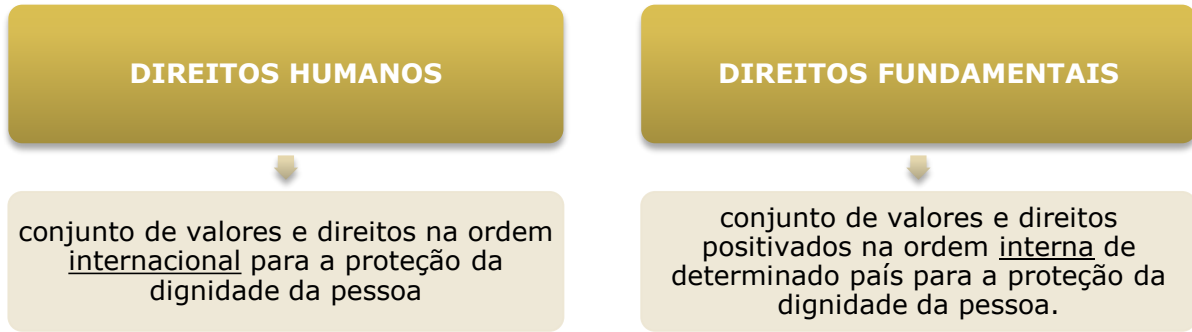 DIREITOS HUMANOS
conjunto de valores e direitos na ordem
internacional para a proteção da
dignidade da pessoa
DIREITOS FUNDAMENTAIS
conjunto de valores e direitos
positivados na ordem interna de
determinado país para a proteção da
dignidade da pessoa.